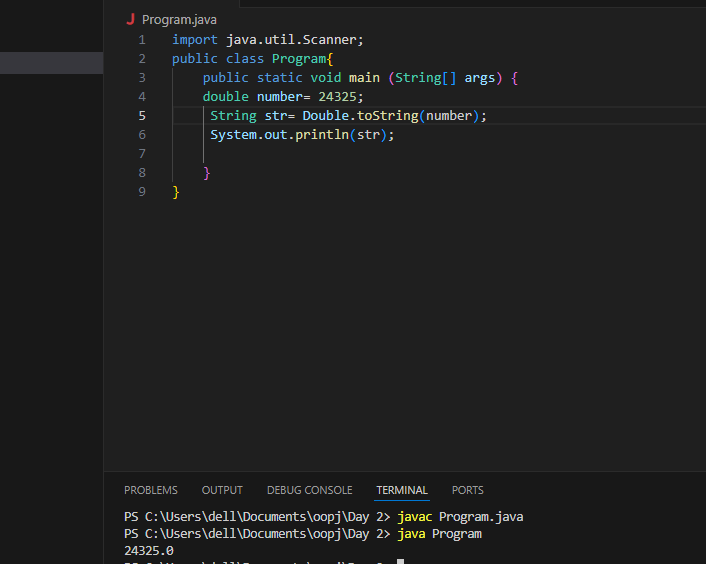 J Program.java
1 import java.util.Scanner;
2 public class Program{
3     public static void main (String[] args) {
4     double number= 24325;
5      String str= Double.toString(number);
6      System.out.println(str);
7
8     }
9 }
PROBLEMS OUTPUT DEBUG CONSOLE TERMINAL PORTS
PS C:\Users\dell\Documents\oopj\Day 2> javac Program.java
PS C:\Users\dell\Documents\oopj\Day 2> java Program
24325.0